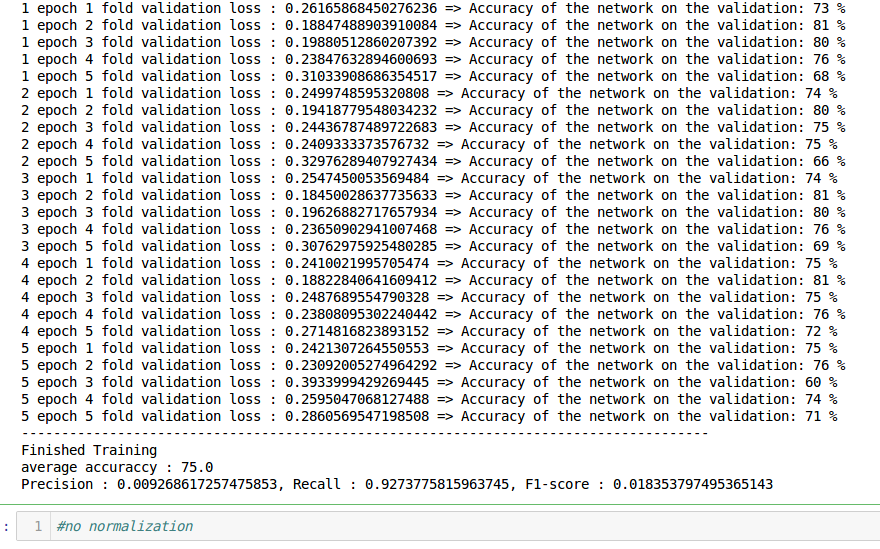 1 epoch 1 fold validation loss : 0.26165868450276236 => Accuracy of the network on the validation: 73 %
1 epoch 2 fold validation loss : 0.18847488903910084 => Accuracy of the network on the validation: 81 %
1 epoch 3 fold validation loss : 0.19880512860207392 => Accuracy of the network on the validation: 80 %
1 epoch 4 fold validation loss : 0.23847632894600693 => Accuracy of the network on the validation: 76 %
1 epoch 5 fold validation loss : 0.31033908686354517 => Accuracy of the network on the validation: 68 %
2 epoch 1 fold validation loss : 0.2499748595320808 => Accuracy of the network on the validation: 74 %
2 epoch 2 fold validation loss : 0.19418779548034232 => Accuracy of the network on the validation: 80 %
2 epoch 3 fold validation loss : 0.24436787489722683 => Accuracy of the network on the validation: 75 %
2 epoch 4 fold validation loss : 0.2409333373576732 => Accuracy of the network on the validation: 75 %
2 epoch 5 fold validation loss : 0.32976289407927434 => Accuracy of the network on the validation: 66 %
3 epoch 1 fold validation loss : 0.2547450053569484 => Accuracy of the network on the validation: 74 %
3 epoch 2 fold validation loss : 0.18450028637735633 => Accuracy of the network on the validation: 81 %
3 epoch 3 fold validation loss : 0.19626882717657934 => Accuracy of the network on the validation: 80 %
3 epoch 4 fold validation loss : 0.23650902941007468 => Accuracy of the network on the validation: 76 %
3 epoch 5 fold validation loss : 0.30762975925480285 => Accuracy of the network on the validation: 69 %
4 epoch 1 fold validation loss : 0.2410021995705474 => Accuracy of the network on the validation: 75 %
4 epoch 2 fold validation loss : 0.18822840641609412 => Accuracy of the network on the validation: 81 %
4 epoch 3 fold validation loss : 0.2487689554790328 => Accuracy of the network on the validation: 75 %
4 epoch 4 fold validation loss : 0.23808095302240442 => Accuracy of the network on the validation: 76 %
4 epoch 5 fold validation loss : 0.2714816823893152 => Accuracy of the network on the validation: 72 %
5 epoch 1 fold validation loss : 0.2421307264550553 => Accuracy of the network on the validation: 75 %
5 epoch 2 fold validation loss : 0.23092005274964292 => Accuracy of the network on the validation: 76 %
5 epoch 3 fold validation loss : 0.3933999429269445 => Accuracy of the network on the validation: 60 %
5 epoch 4 fold validation loss : 0.2595047068127488 => Accuracy of the network on the validation: 74 %
5 epoch 5 fold validation loss : 0.2860569547198508 => Accuracy of the network on the validation: 71 %
--------------------------------------------------------------------------------------
Finished Training
average accuraccy : 75.0
Precision : 0.009268617257475853, Recall : 0.9273775815963745, F1-score : 0.018353797495365143
: 1 #no normalization